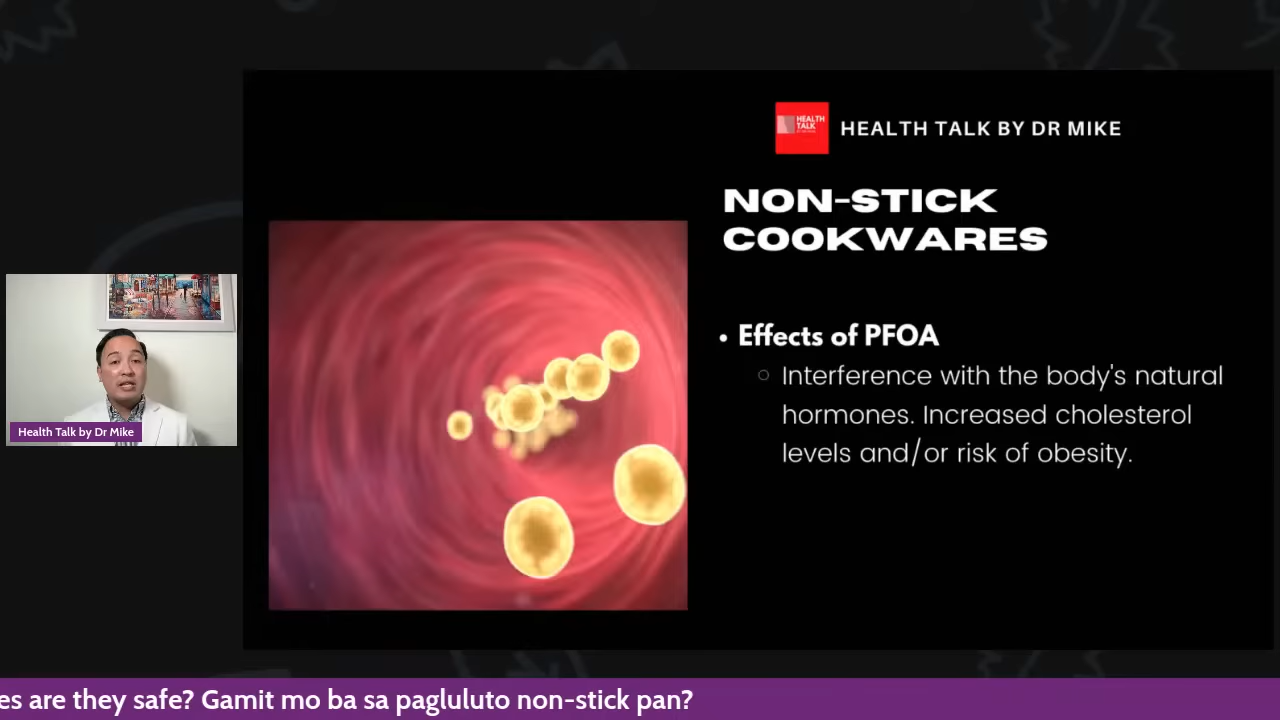 HEALTH
TALK
HEALTH TALK BY DR MIKE
NON-STICK
COOKWARES
• Effects of PFOA
○ Interference with the body's natural
hormones. Increased cholesterol
levels and/or risk of obesity.
Health Talk by Dr Mike
es are they safe? Gamit mo ba sa pagluluto non-stick pan?